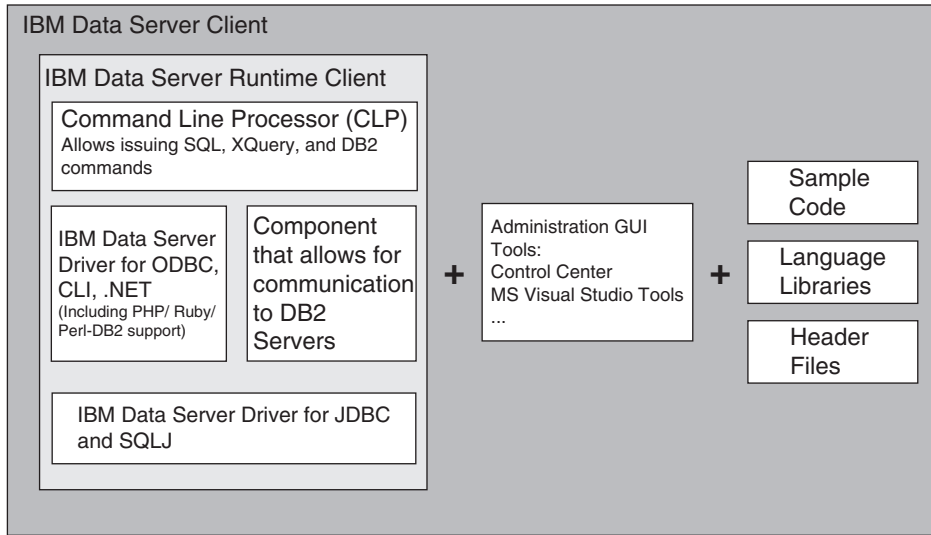 IBM Data Server Client
IBM Data Server Runtime Client
Command Line Processor (CLP)
Allows issuing SQL, XQuery, and DB2
commands
IBM Data Server
Driver for ODBC,
CLI, .NET
(Including PHP/ Ruby/
Perl-DB2 support)
Component
that allows for
communication
to DB2
Servers
IBM Data Server Driver for JDBC
and SQLJ
+
Administration GUI
Tools:
Control Center
MS Visual Studio Tools
...
+
Sample
Code
Language
Libraries
Header
Files